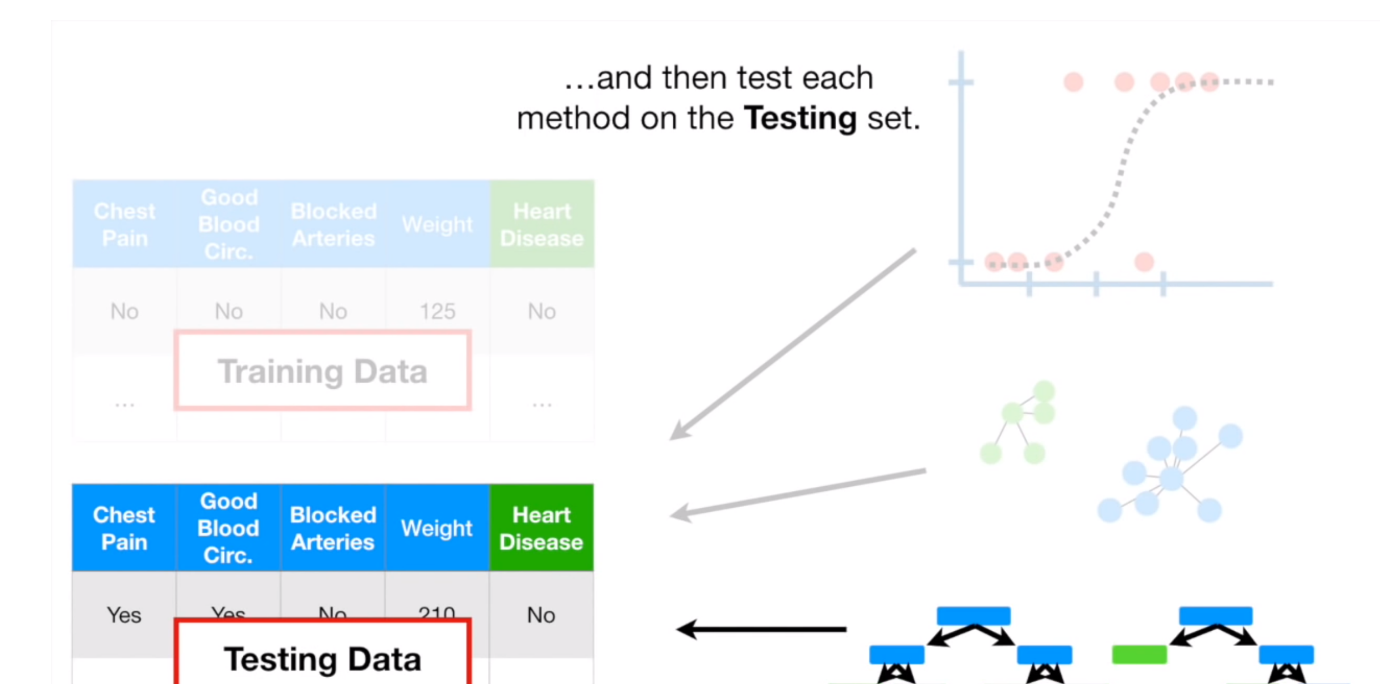 …and then test each
method on the Testing set.
Chest Pain Good Blood Circ. Blocked Arteries Weight Heart Disease
No No No 125 No
Training Data
… …
Chest Pain Good Blood Circ. Blocked Arteries Weight Heart Disease
Yes Yes No 210 No
Testing Data